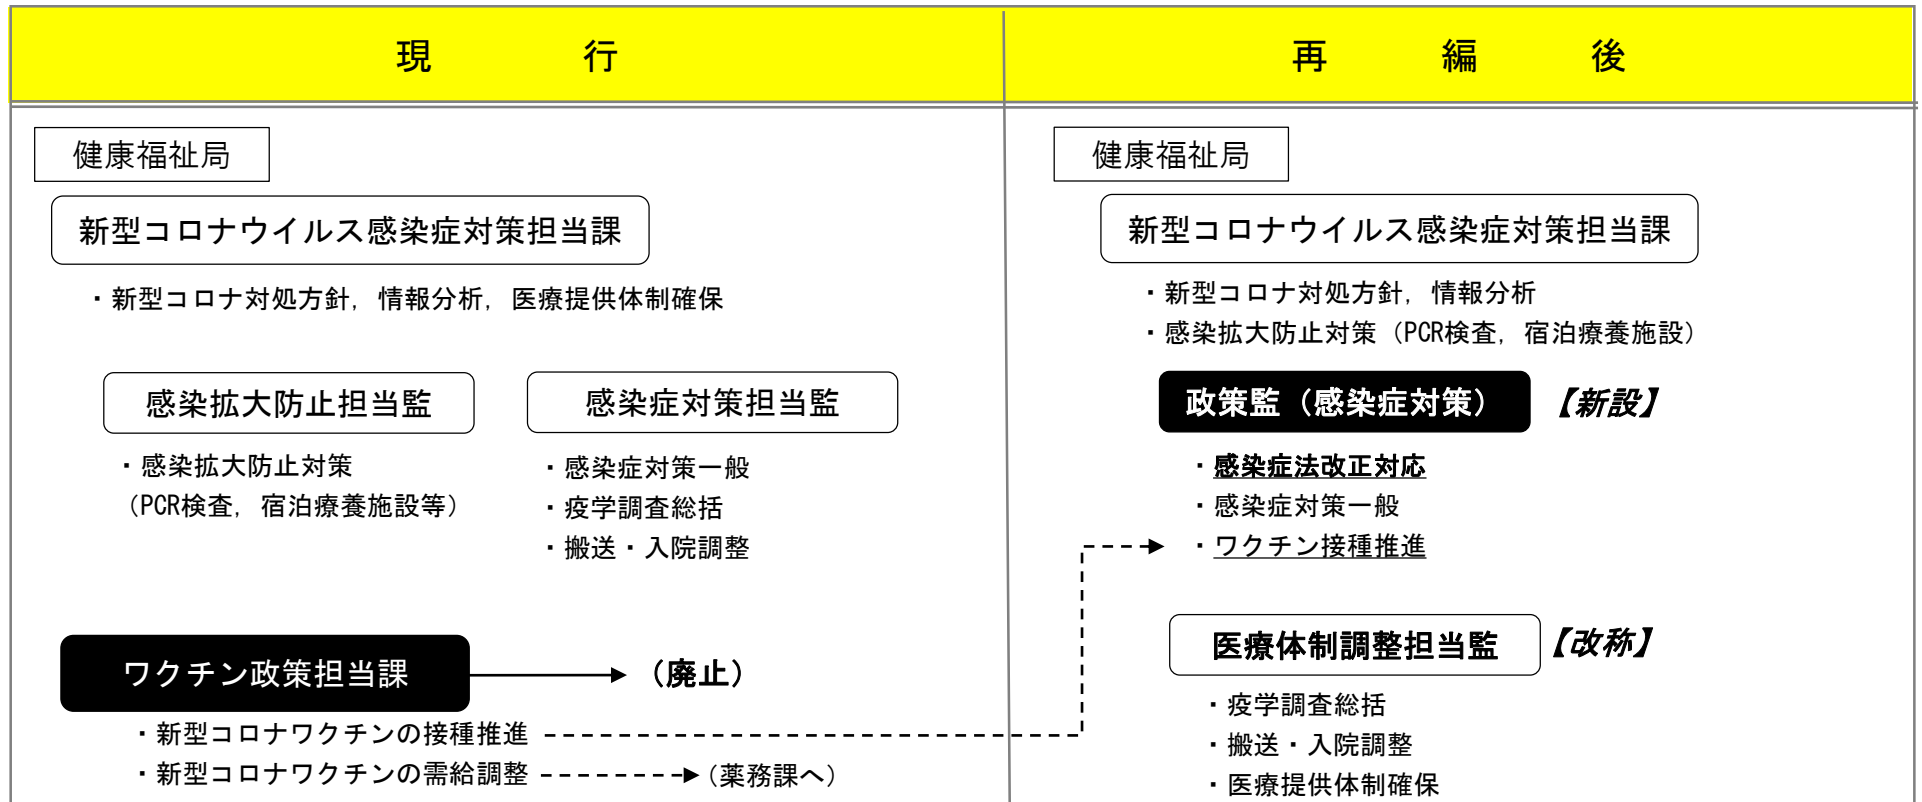 現行
健康福祉局
新型コロナウイルス感染症対策担当課
・新型コロナ対処方針，情報分析，医療提供体制確保
感染拡大防止担当監
・感染拡大防止対策
（PCR検査，宿泊療養施設等）
感染症対策担当監
・感染症対策一般
・疫学調査総括
・搬送・入院調整
ワクチン政策担当課
（廃止）
・新型コロナワクチンの接種推進
・新型コロナワクチンの需給調整
（薬務課へ）
再編後
健康福祉局
新型コロナウイルス感染症対策担当課
・新型コロナ対処方針，情報分析
・感染拡大防止対策（PCR検査，宿泊療養施設）
政策監（感染症対策）
【新設】
・感染症法改正対応
・感染症対策一般
・ワクチン接種推進
医療体制調整担当監
【改称】
・疫学調査総括
・搬送・入院調整
・医療提供体制確保